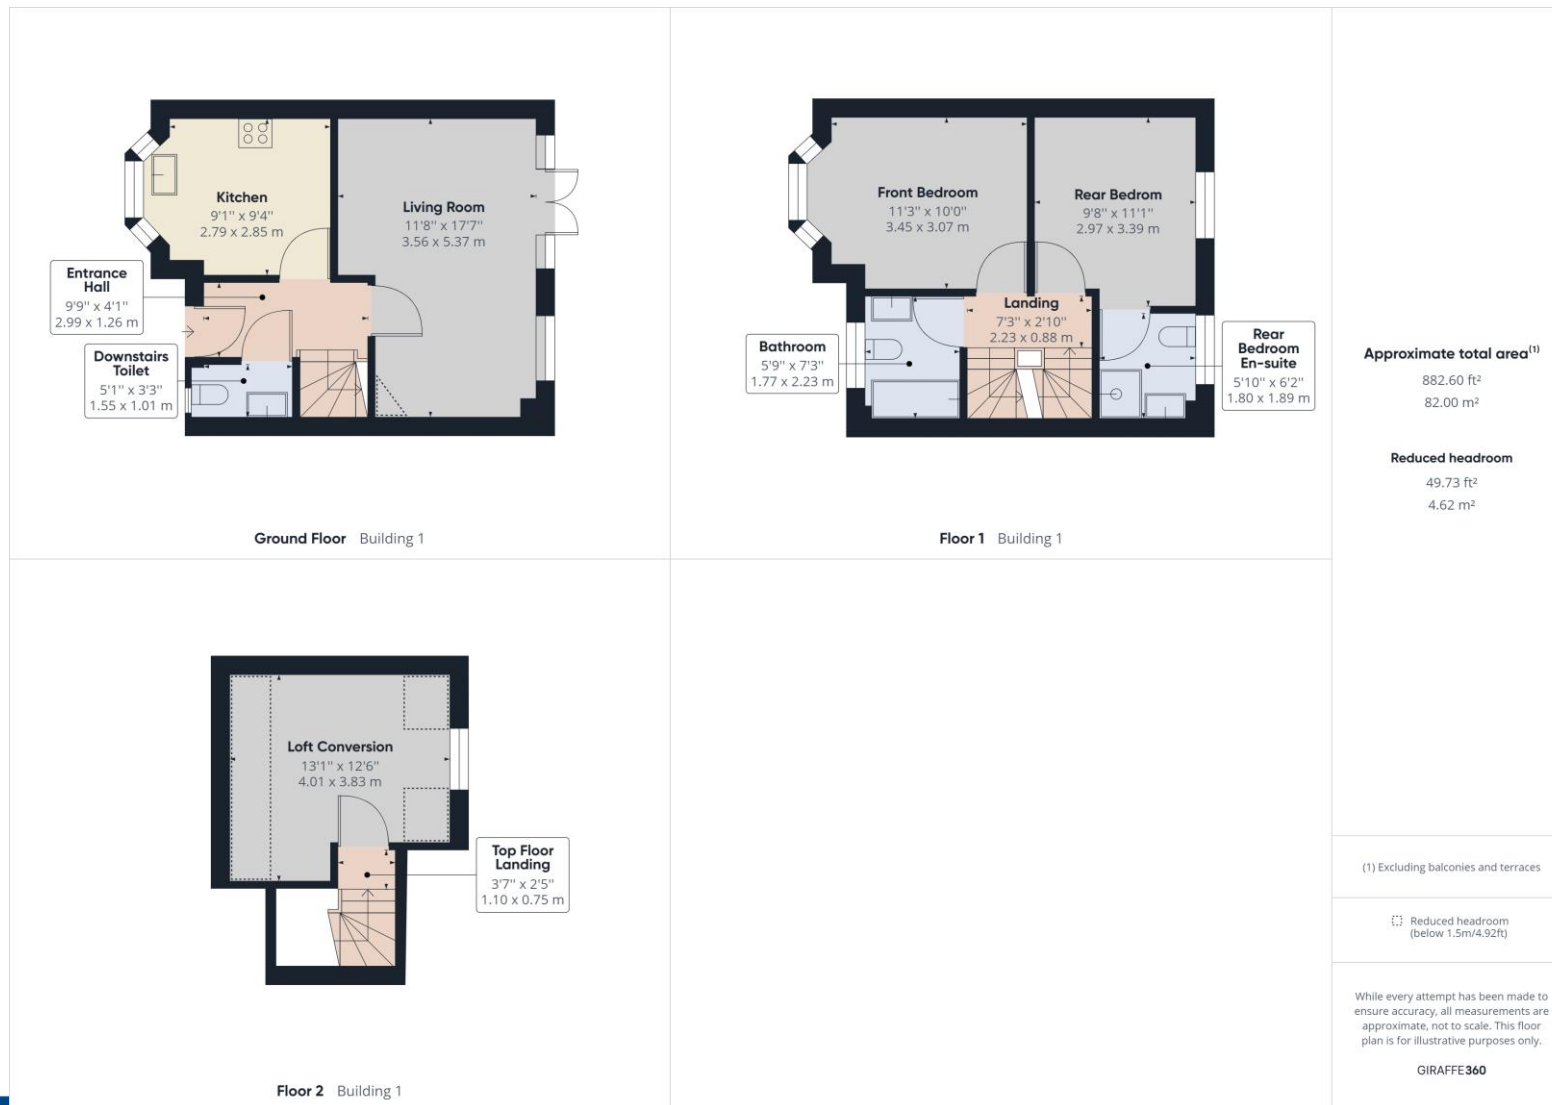 Kitchen
9'1" x 9'4"
2.79 x 2.85 m
Living Room
11'8" x 17'7"
3.56 x 5.37 m
Entrance
Hall
9'9" x 4'1"
2.99 x 1.26 m
Downstairs
Toilet
5'1" x 3'3"
1.55 x 1.01 m
Ground Floor Building 1
Front Bedroom
11'3" x 10'0"
3.45 x 3.07 m
Rear Bedrom
9'8" x 11'1"
2.97 x 3.39 m
Landing
7'3" x 2'10"
2.23 x 0.88 m
Bathroom
5'9" x 7'3"
1.77 x 2.23 m
Rear
Bedroom
En-suite
5'10" x 6'2"
1.80 x 1.89 m
Floor 1 Building 1
Loft Conversion
13'1" x 12'6"
4.01 x 3.83 m
Top Floor
Landing
3'7" x 2'5"
1.10 x 0.75 m
Floor 2 Building 1
Approximate total area(1)
882.60 ft²
82.00 m²
Reduced headroom
49.73 ft²
4.62 m²
(1) Excluding balconies and terraces
Reduced headroom
(below 1.5m/4.92ft)
While every attempt has been made to
ensure accuracy, all measurements are
approximate, not to scale. This floor
plan is for illustrative purposes only.
GIRAFFE360